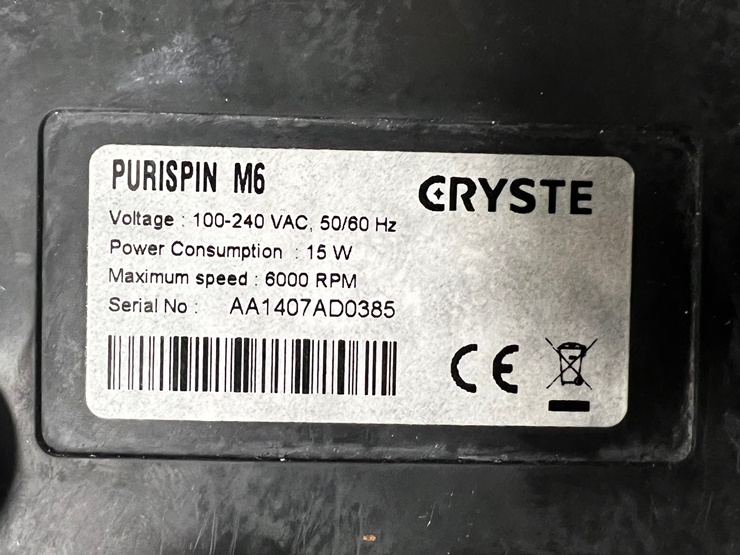 PURISPIN M6
CRYSTE
Voltage : 100-240 VAC, 50/60 Hz
Power Consumption : 15 W
Maximum speed : 6000 RPM
Serial No : AA1407AD0385
CE